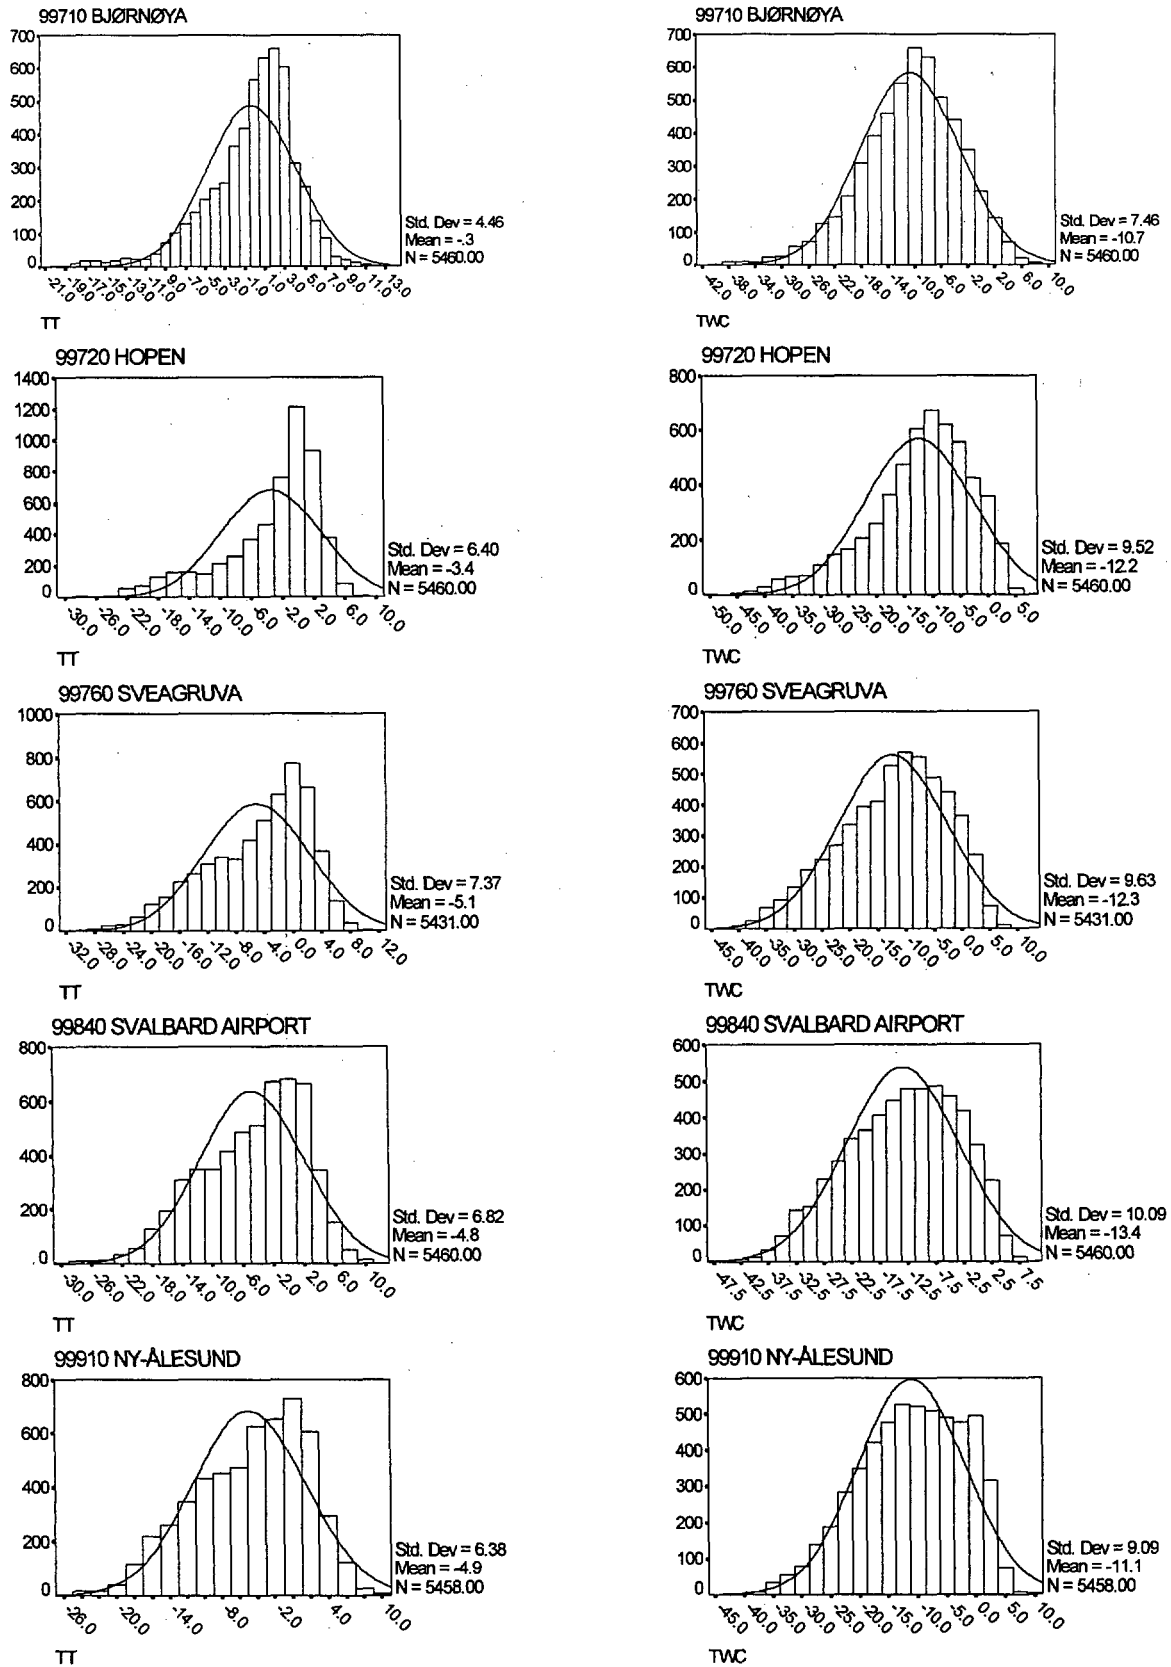 99710 BJØRNØYA
700
600
500
400
300
200
100
0
-21.0 -19.0 -17.0 -15.0 -13.0 -11.0 -9.0 -7.0 -5.0 -3.0 -1.0 1.0 3.0 5.0 7.0 9.0 11.0 13.0
Std. Dev = 4.46
Mean = -.3
N = 5460.00
TT
99710 BJØRNØYA
700
600
500
400
300
200
100
0
-42.0 -38.0 -34.0 -30.0 -26.0 -22.0 -18.0 -14.0 -10.0 -6.0 -2.0 2.0 6.0 10.0
Std. Dev = 7.46
Mean = -10.7
N = 5460.00
TWC
99720 HOPEN
1400
1200
1000
800
600
400
200
0
-30.0 -26.0 -22.0 -18.0 -14.0 -10.0 -6.0 -2.0 2.0 6.0 10.0
Std. Dev = 6.40
Mean = -3.4
N = 5460.00
TT
99720 HOPEN
800
600
400
200
0
-50.0 -45.0 -40.0 -35.0 -30.0 -25.0 -20.0 -15.0 -10.0 -5.0 0.0 5.0
Std. Dev = 9.52
Mean = -12.2
N = 5460.00
TWC
99760 SVEAGRUVA
1000
800
600
400
200
0
-32.0 -28.0 -24.0 -20.0 -16.0 -12.0 -8.0 -4.0 0.0 4.0 8.0 12.0
Std. Dev = 7.37
Mean = -5.1
N = 5431.00
TT
99760 SVEAGRUVA
700
600
500
400
300
200
100
0
-45.0 -40.0 -35.0 -30.0 -25.0 -20.0 -15.0 -10.0 -5.0 0.0 5.0 10.0
Std. Dev = 9.63
Mean = -12.3
N = 5431.00
TWC
99840 SVALBARD AIRPORT
800
600
400
200
0
-30.0 -26.0 -22.0 -18.0 -14.0 -10.0 -6.0 -2.0 2.0 6.0 10.0
Std. Dev = 6.82
Mean = -4.8
N = 5460.00
TT
99840 SVALBARD AIRPORT
600
500
400
300
200
100
0
-47.5 -42.5 -37.5 -32.5 -27.5 -22.5 -17.5 -12.5 -7.5 -2.5 2.5 7.5
Std. Dev = 10.09
Mean = -13.4
N = 5460.00
TWC
99910 NY-ÅLESUND
800
600
400
200
0
-26.0 -20.0 -14.0 -8.0 -2.0 4.0 10.0
Std. Dev = 6.38
Mean = -4.9
N = 5458.00
TT
99910 NY-ÅLESUND
600
500
400
300
200
100
0
-45.0 -40.0 -35.0 -30.0 -25.0 -20.0 -15.0 -10.0 -5.0 0.0 5.0 10.0
Std. Dev = 9.09
Mean = -11.1
N = 5458.00
TWC